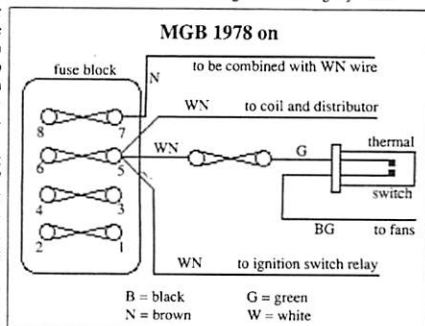 MGB 1978 on
fuse block
N
to be combined with WN wire
8 7
WN to coil and distributor
6 5
WN
G
thermal
switch
4 3
BG to fans
2 1
WN to ignition switch relay
B = black G = green
N = brown W = white